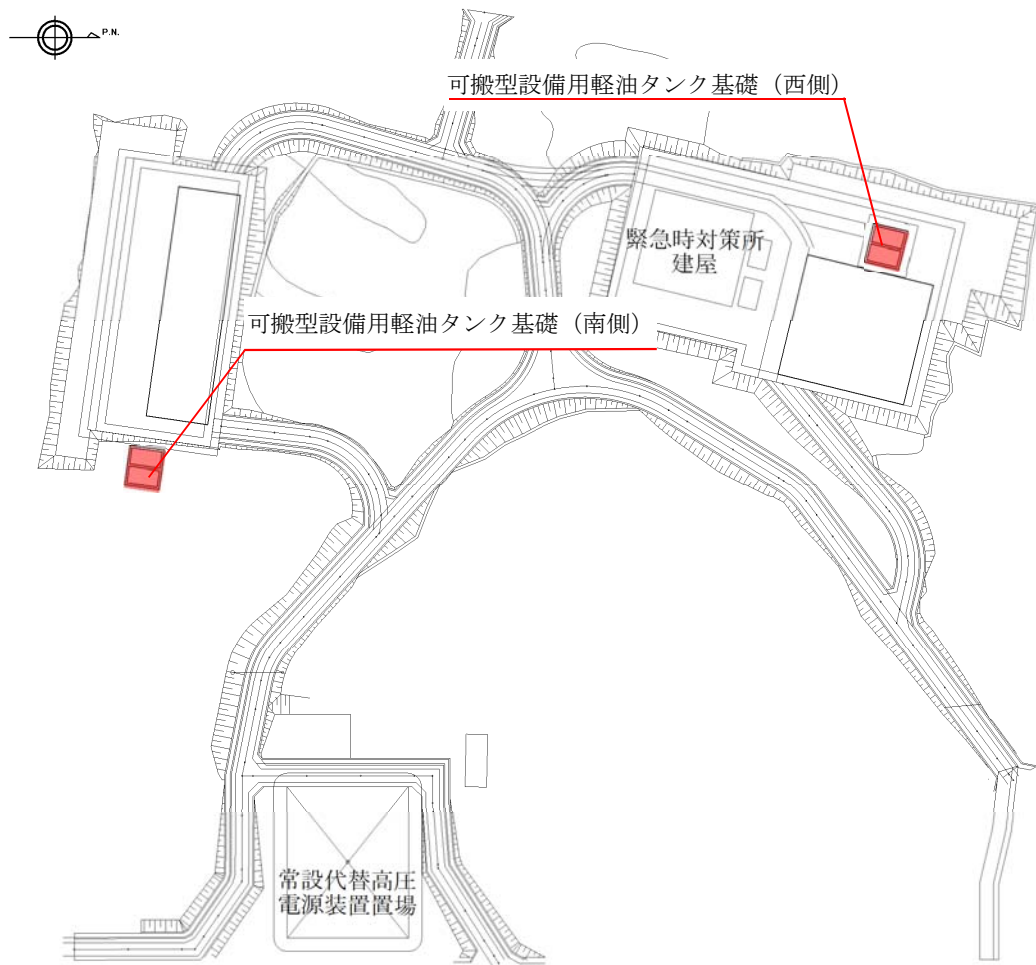 P.N.
可搬型設備用軽油タンク基礎（西側）
緊急時対策所
建屋
可搬型設備用軽油タンク基礎（南側）
常設代替高圧
電源装置置場